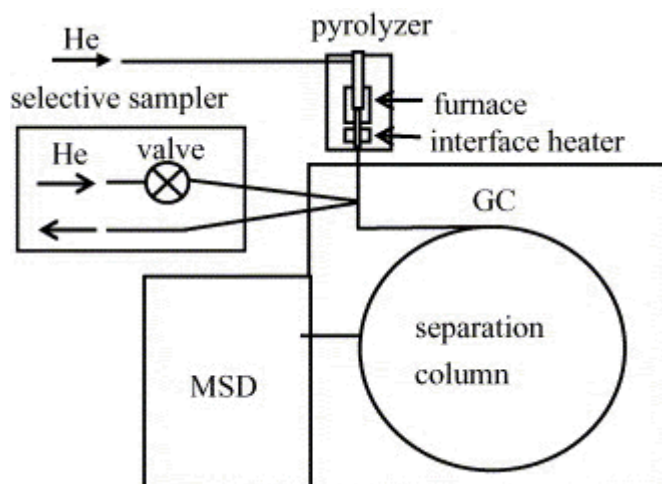 pyrolyzer
He
selective sampler
furnace
interface heater
He
valve
GC
separation
column
MSD